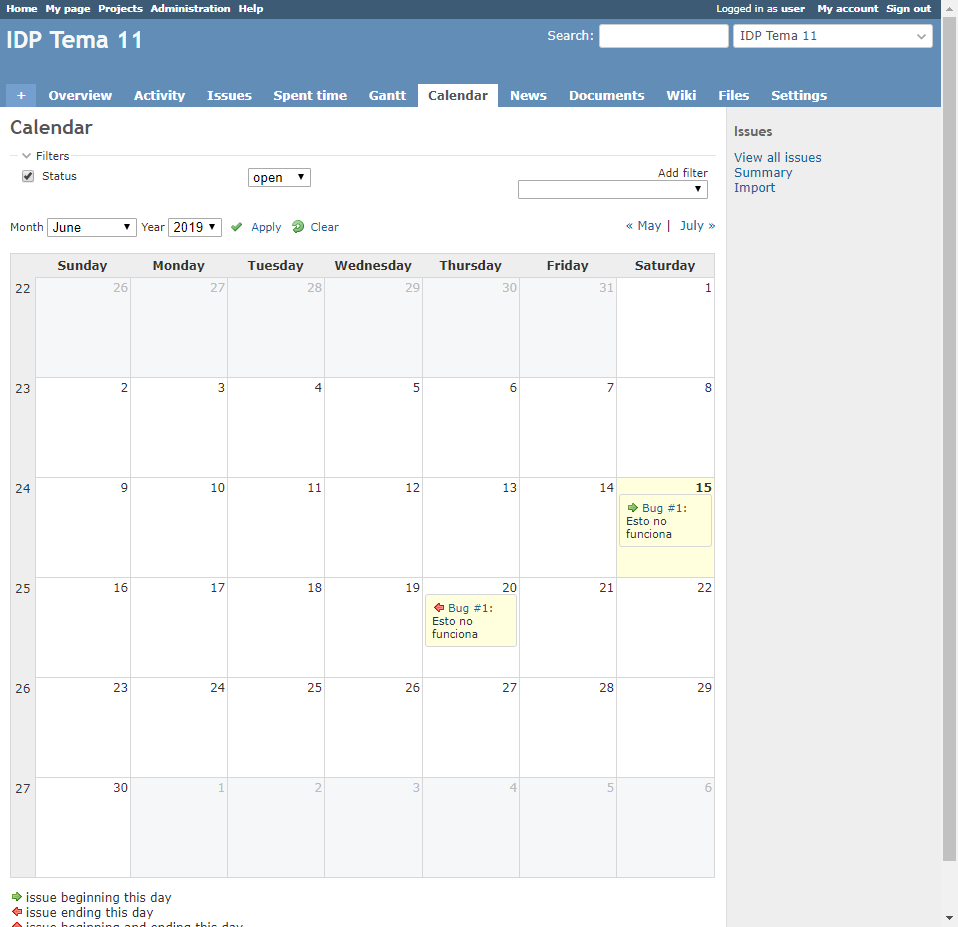 Home My page Projects Administration Help Logged in as user My account Sign out
IDP Tema 11 Search: IDP Tema 11
+ Overview Activity Issues Spent time Gantt Calendar News Documents Wiki Files Settings
Calendar
Filters
Status open Add filter
Month June Year 2019 Apply Clear « May | July »
Sunday Monday Tuesday Wednesday Thursday Friday Saturday
22 26 27 28 29 30 31 1
23 2 3 4 5 6 7 8
24 9 10 11 12 13 14 15
Bug #1:
Esto no
funciona
25 16 17 18 19 20 21 22
Bug #1:
Esto no
funciona
26 23 24 25 26 27 28 29
27 30 1 2 3 4 5 6
issue beginning this day
issue ending this day
issue beginning and ending this day
Issues
View all issues
Summary
Import